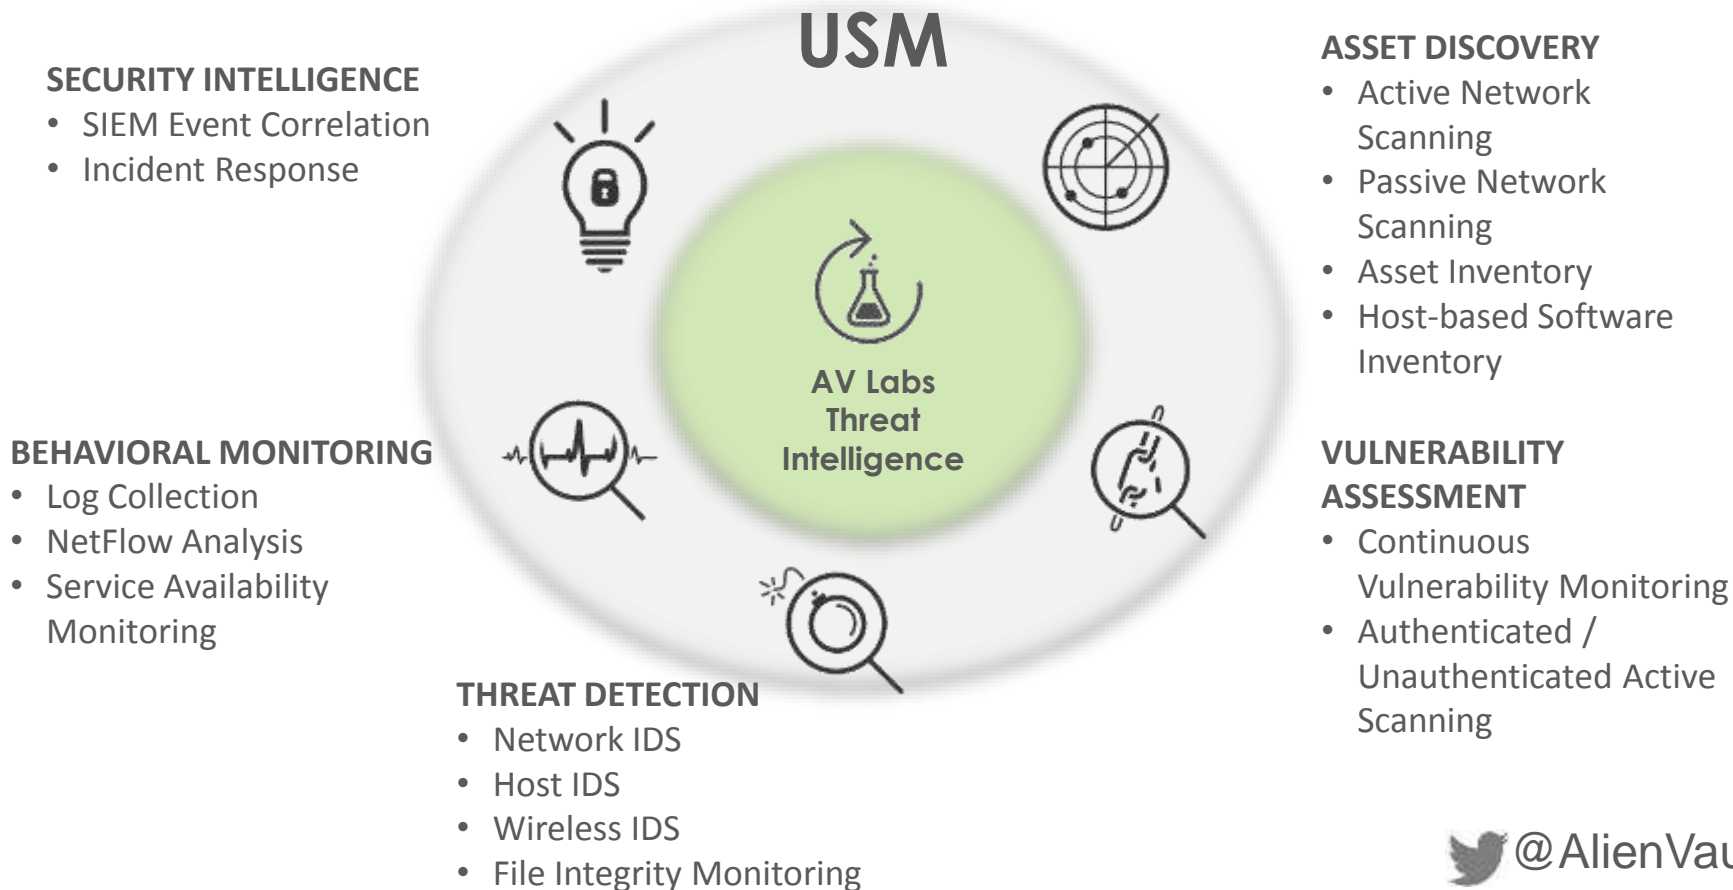 USM
SECURITY INTELLIGENCE
• SIEM Event Correlation
• Incident Response
ASSET DISCOVERY
• Active Network
Scanning
• Passive Network
Scanning
• Asset Inventory
• Host-based Software
Inventory
AV Labs
Threat
Intelligence
BEHAVIORAL MONITORING
• Log Collection
• NetFlow Analysis
• Service Availability
Monitoring
VULNERABILITY
ASSESSMENT
• Continuous
Vulnerability Monitoring
• Authenticated /
Unauthenticated Active
Scanning
THREAT DETECTION
• Network IDS
• Host IDS
• Wireless IDS
• File Integrity Monitoring
@AlienVau